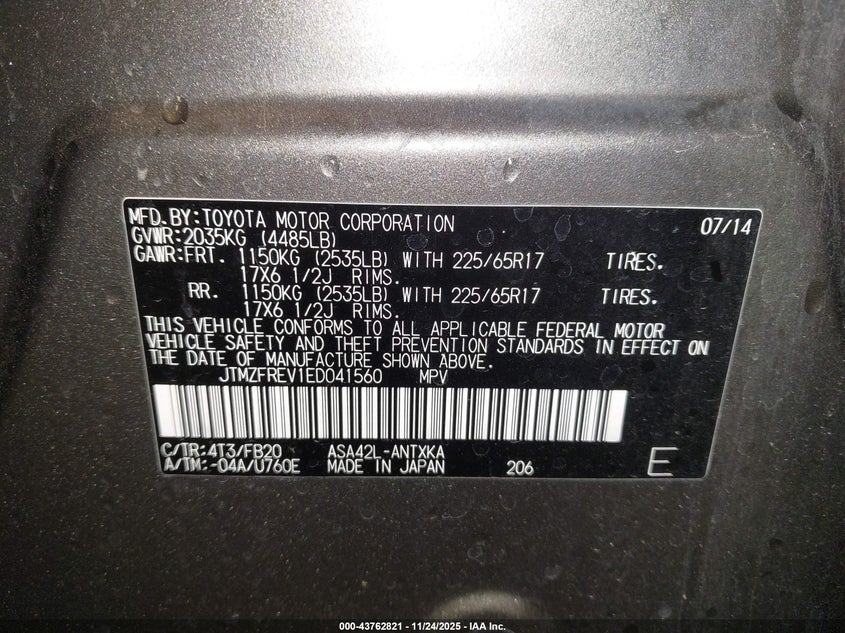 MFD.BY:TOYOTA MOTOR CORPORATION 07/14
GVWR:2035KG (4485LB)
GAWR:FRT. 1150KG (2535LB) WITH 225/65R17 TIRES.
17X6 1/2J RIMS.
RR. 1150KG (2535LB) WITH 225/65R17 TIRES.
17X6 1/2J RIMS.
THIS VEHICLE CONFORMS TO ALL APPLICABLE FEDERAL MOTOR
VEHICLE SAFETY AND THEFT PREVENTION STANDARDS IN EFFECT ON
THE DATE OF MANUFACTURE SHOWN ABOVE.
JTMZFREV1ED041560 MPV
C/TR:4T3/FB20 ASA42L-ANTXKA
A/TM:-04A/U760E MADE IN JAPAN 206 E
000-43762821 - 11/24/2025 - IAA Inc.